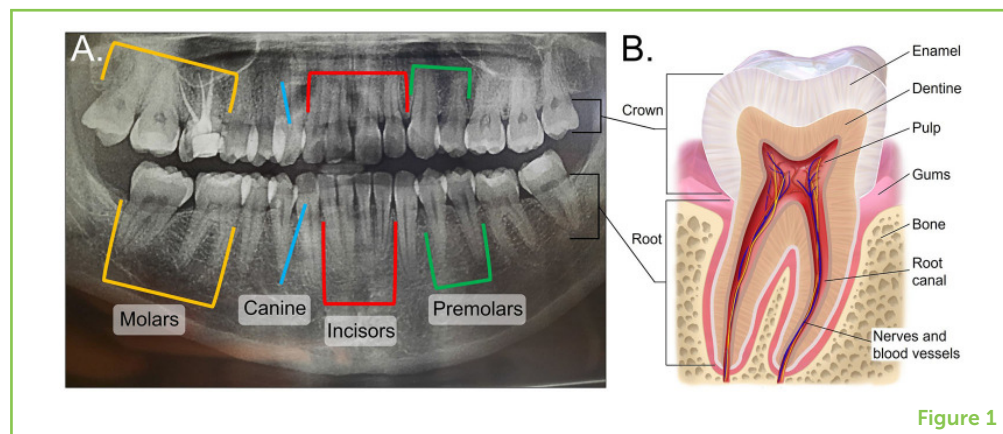 A.
Molars
Canine
Incisors
Premolars
B.
Crown
Root
Enamel
Dentine
Pulp
Gums
Bone
Root
canal
Nerves and
blood vessels
Figure 1